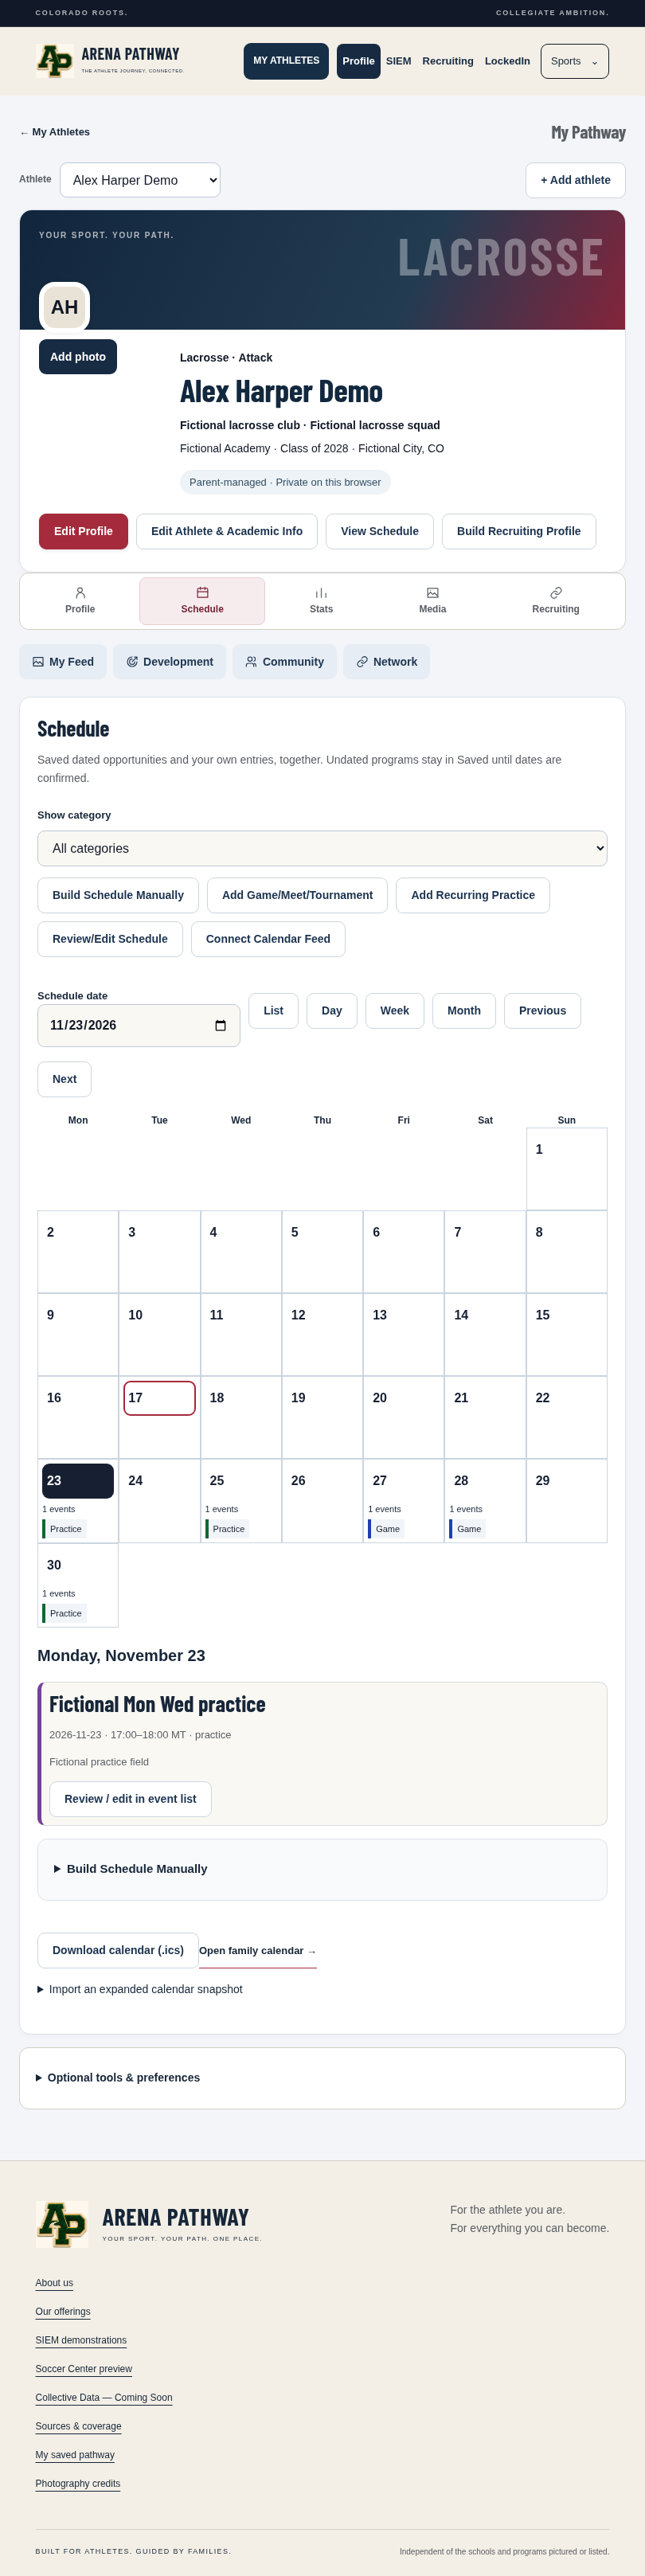 COLORADO ROOTS. COLLEGIATE AMBITION.
AP ARENA PATHWAY
THE ATHLETE JOURNEY, CONNECTED.
MY ATHLETES Profile SIEM Recruiting LockedIn Sports ⌄
← My Athletes My Pathway
Athlete Alex Harper Demo + Add athlete
YOUR SPORT. YOUR PATH.
LACROSSE
AH
Add photo
Lacrosse · Attack
Alex Harper Demo
Fictional lacrosse club · Fictional lacrosse squad
Fictional Academy · Class of 2028 · Fictional City, CO
Parent-managed · Private on this browser
Edit Profile Edit Athlete & Academic Info View Schedule Build Recruiting Profile
Profile Schedule Stats Media Recruiting
My Feed Development Community Network
Schedule
Saved dated opportunities and your own entries, together. Undated programs stay in Saved until dates are
confirmed.
Show category
All categories
Build Schedule Manually Add Game/Meet/Tournament Add Recurring Practice
Review/Edit Schedule Connect Calendar Feed
Schedule date
11/23/2026 List Day Week Month Previous
Next
Mon Tue Wed Thu Fri Sat Sun
1
2 3 4 5 6 7 8
9 10 11 12 13 14 15
16 17 18 19 20 21 22
23 24 25 26 27 28 29
1 events 1 events 1 events 1 events
Practice Practice Game Game
30
1 events
Practice
Monday, November 23
Fictional Mon Wed practice
2026-11-23 · 17:00–18:00 MT · practice
Fictional practice field
Review / edit in event list
▶ Build Schedule Manually
Download calendar (.ics) Open family calendar →
▶ Import an expanded calendar snapshot
▶ Optional tools & preferences
AP ARENA PATHWAY
YOUR SPORT. YOUR PATH. ONE PLACE.
For the athlete you are.
For everything you can become.
About us
Our offerings
SIEM demonstrations
Soccer Center preview
Collective Data — Coming Soon
Sources & coverage
My saved pathway
Photography credits
BUILT FOR ATHLETES. GUIDED BY FAMILIES. Independent of the schools and programs pictured or listed.